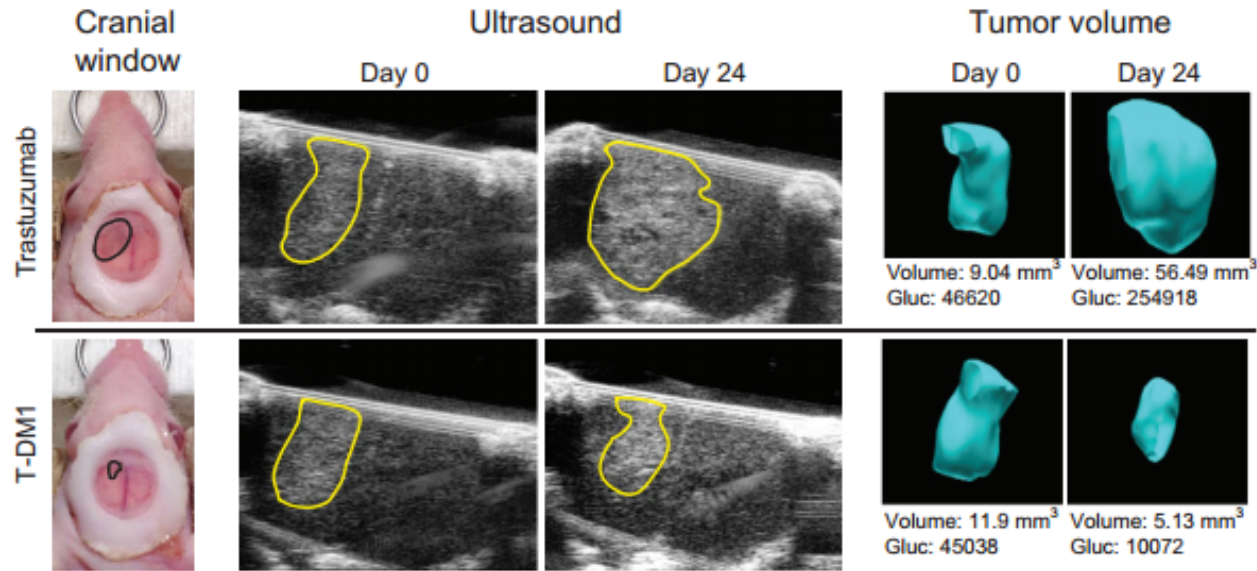 Cranial window
Ultrasound
Tumor volume
Day 0
Day 24
Day 0
Day 24
Trastuzumab
Volume: 9.04 mm³
Gluc: 46620
Volume: 56.49 mm³
Gluc: 254918
T-DM1
Volume: 11.9 mm³
Gluc: 45038
Volume: 5.13 mm³
Gluc: 10072